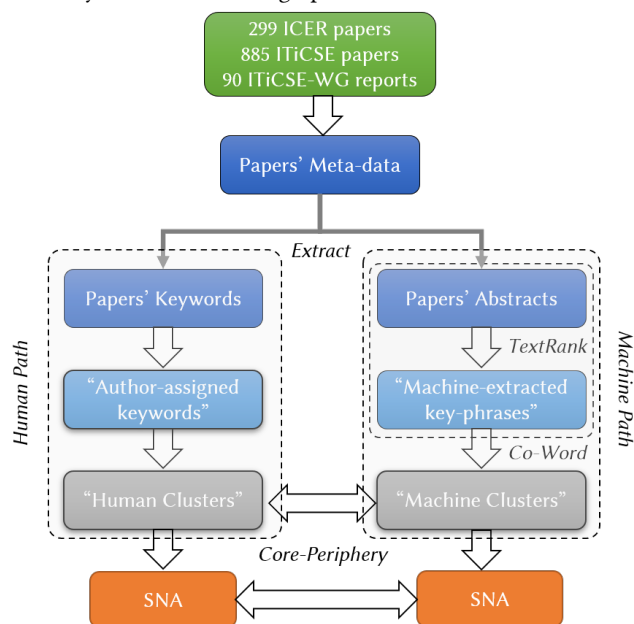 299 ICER papers
885 ITiCSE papers
90 ITiCSE-WG reports
Papers' Meta-data
Extract
Papers' Keywords
Papers' Abstracts
TextRank
Human Path
Machine Path
“Author-assigned
keywords”
“Machine-extracted
key-phrases”
Co-Word
“Human Clusters”
“Machine Clusters”
Core-Periphery
SNA
SNA